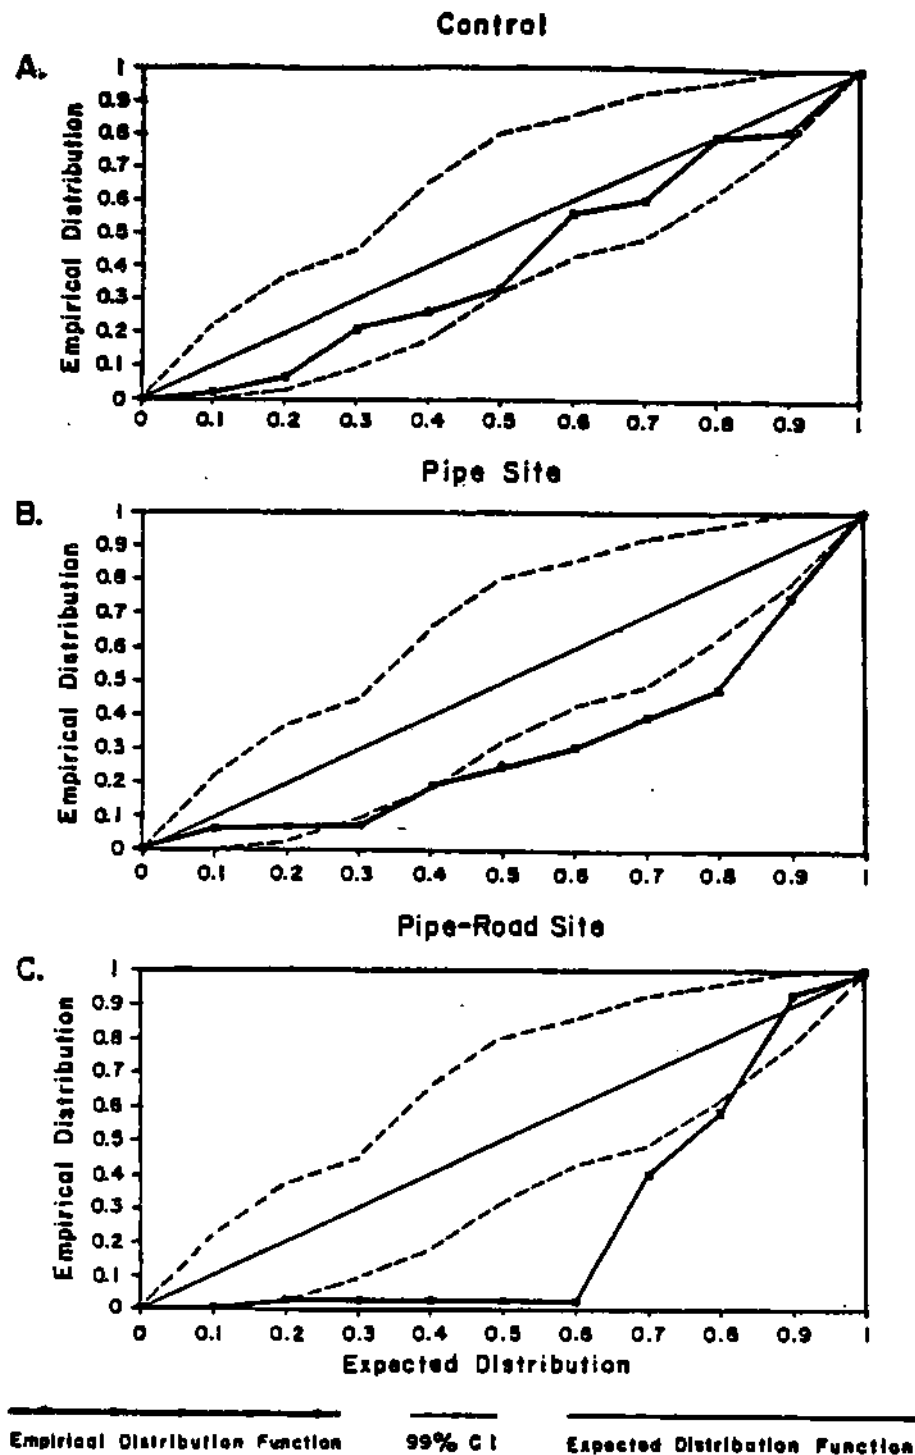 Control
A.
Empirical Distribution
1
0.9
0.8
0.7
0.6
0.5
0.4
0.3
0.2
0.1
0
0 0.1 0.2 0.3 0.4 0.5 0.6 0.7 0.8 0.9 1
Pipe Site
B.
Empirical Distribution
1
0.9
0.8
0.7
0.6
0.5
0.4
0.3
0.2
0.1
0
0 0.1 0.2 0.3 0.4 0.5 0.6 0.7 0.8 0.9 1
Pipe-Road Site
C.
Empirical Distribution
1
0.9
0.8
0.7
0.6
0.5
0.4
0.3
0.2
0.1
0
0 0.1 0.2 0.3 0.4 0.5 0.6 0.7 0.8 0.9 1
Expected Distribution
Empirical Distribution Function 99% CI Expected Distribution Function